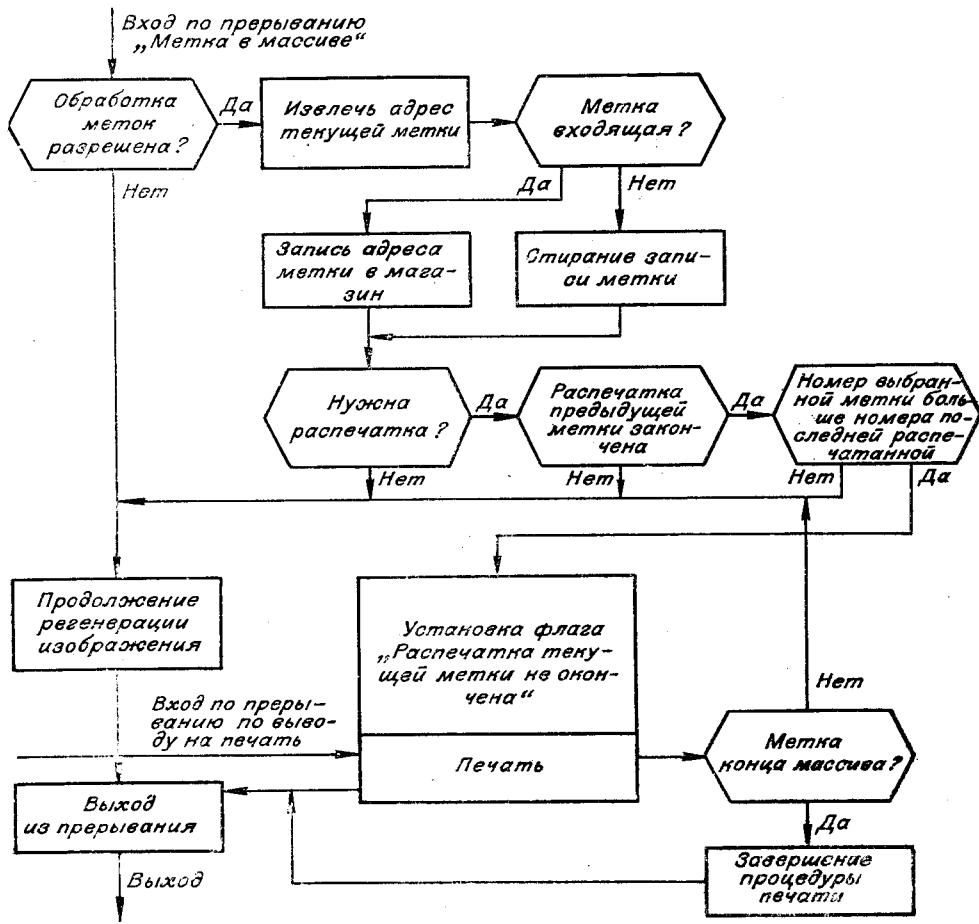 Вход по прерыванию
„Метка в массиве“
Обработка
меток
разрешена?
Да
Извлечь адрес
текущей метки
Метка
входящая?
Нет
Да
Нет
Запись адреса
метки в мага-
зин
Стирание запи-
си метки
Нужна
распечатка?
Да
Распечатка
предыдущей
метки закон-
чена
Да
Номер выбран-
ной метки боль-
ше номера по-
следней распе-
чатанной
Нет
Нет
Нет
Да
Продолжение
регенерации
изображения
Установка флага
„Распечатка теку-
щей метки не окон-
чена“
Нет
Вход по преры-
ванию по выво-
ду на печать
Печать
Метка
конца массива?
Выход
из прерывания
Да
Завершение
процедуры
печати
Выход